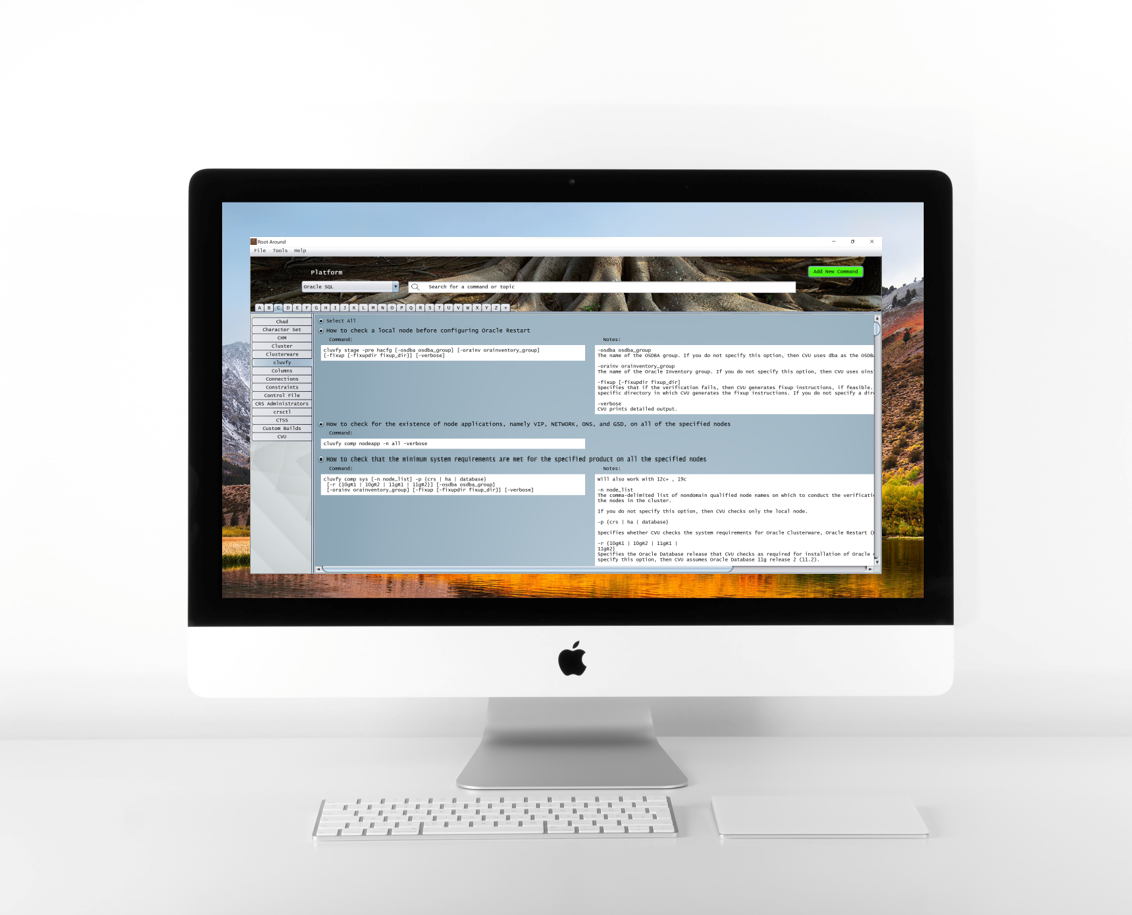 Root Around
File Tools Help
Platform
Add New Command
Oracle SQL
Search for a command or topic
A B C D E F G H I J K L M N O P Q R S T U V W X Y Z +
Chad
Character Set
CHM
Cluster
Clusterware
cluvfy
Columns
Connections
Constraints
Control File
CRS Administrators
crsctl
CTSS
Custom Builds
CVU
Select All
How to check a local node before configuring Oracle Restart
Command:
cluvfy stage -pre hacfg [-osdba osdba_group] [-orainv orainventory_group]
[-fixup [-fixupdir fixup_dir]] [-verbose]
Notes:
-osdba osdba_group
The name of the OSDBA group. If you do not specify this option, then CVU uses dba as the OSDBA
-orainv orainventory_group
The name of the Oracle Inventory group. If you do not specify this option, then CVU uses oins
-fixup [-fixupdir fixup_dir]
Specifies that if the verification fails, then CVU generates fixup instructions, if feasible.
specific directory in which CVU generates the fixup instructions. If you do not specify a dire
-verbose
CVU prints detailed output.
How to check for the existence of node applications, namely VIP, NETWORK, ONS, and GSD, on all of the specified nodes
Command:
cluvfy comp nodeapp -n all -verbose
How to check that the minimum system requirements are met for the specified product on all the specified nodes
Command:
cluvfy comp sys [-n node_list] -p {crs | ha | database}
[-r {10gR1 | 10gR2 | 11gR1 | 11gR2}] [-osdba osdba_group]
[-orainv orainventory_group] [-fixup [-fixupdir fixup_dir]] [-verbose]
Notes:
Will also work with 12c+ , 19c
-n node_list
The comma-delimited list of nondomain qualified node names on which to conduct the verificati
the nodes in the cluster.
If you do not specify this option, then CVU checks only the local node.
-p {crs | ha | database}
Specifies whether CVU checks the system requirements for Oracle Clusterware, Oracle Restart (
-r {10gR1 | 10gR2 | 11gR1 |
11gR2}
Specifies the Oracle Database release that CVU checks as required for installation of Oracle
specify this option, then CVU assumes Oracle Database 11g release 2 (11.2).